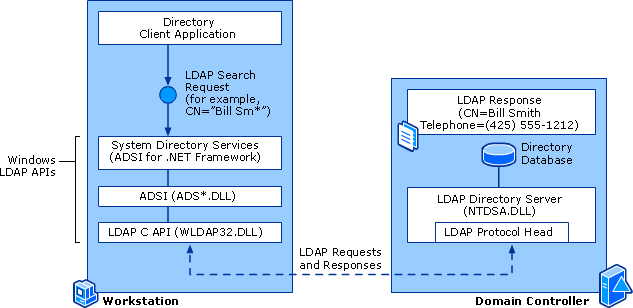 Directory
Client Application
LDAP Search
Request
(for example,
CN="Bill Sm*")
Windows
LDAP APIs
System Directory Services
(ADSI for .NET Framework)
ADSI (ADS*.DLL)
LDAP C API (WLDAP32.DLL)
Workstation
LDAP Requests
and Responses
LDAP Response
(CN=Bill Smith
Telephone=(425) 555-1212)
Directory
Database
LDAP Directory Server
(NTDSA.DLL)
LDAP Protocol Head
Domain Controller